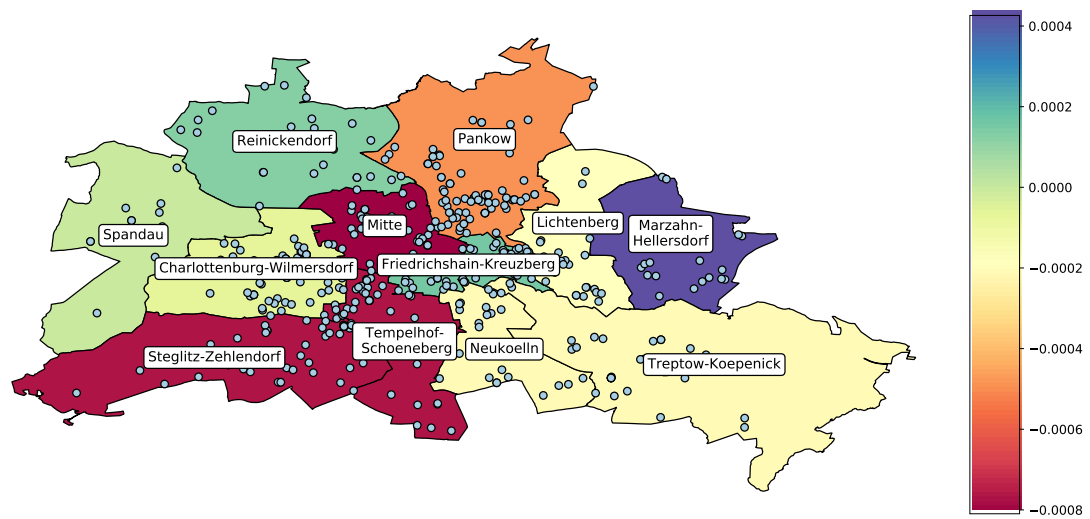 Reinickendorf
Pankow
Spandau
Mitte
Lichtenberg
Marzahn-
Hellersdorf
Charlottenburg-Wilmersdorf
Friedrichshain-Kreuzberg
Steglitz-Zehlendorf
Tempelhof-
Schoeneberg
Neukoelln
Treptow-Koepenick
0.0004
0.0002
0.0000
−0.0002
−0.0004
−0.0006
−0.0008